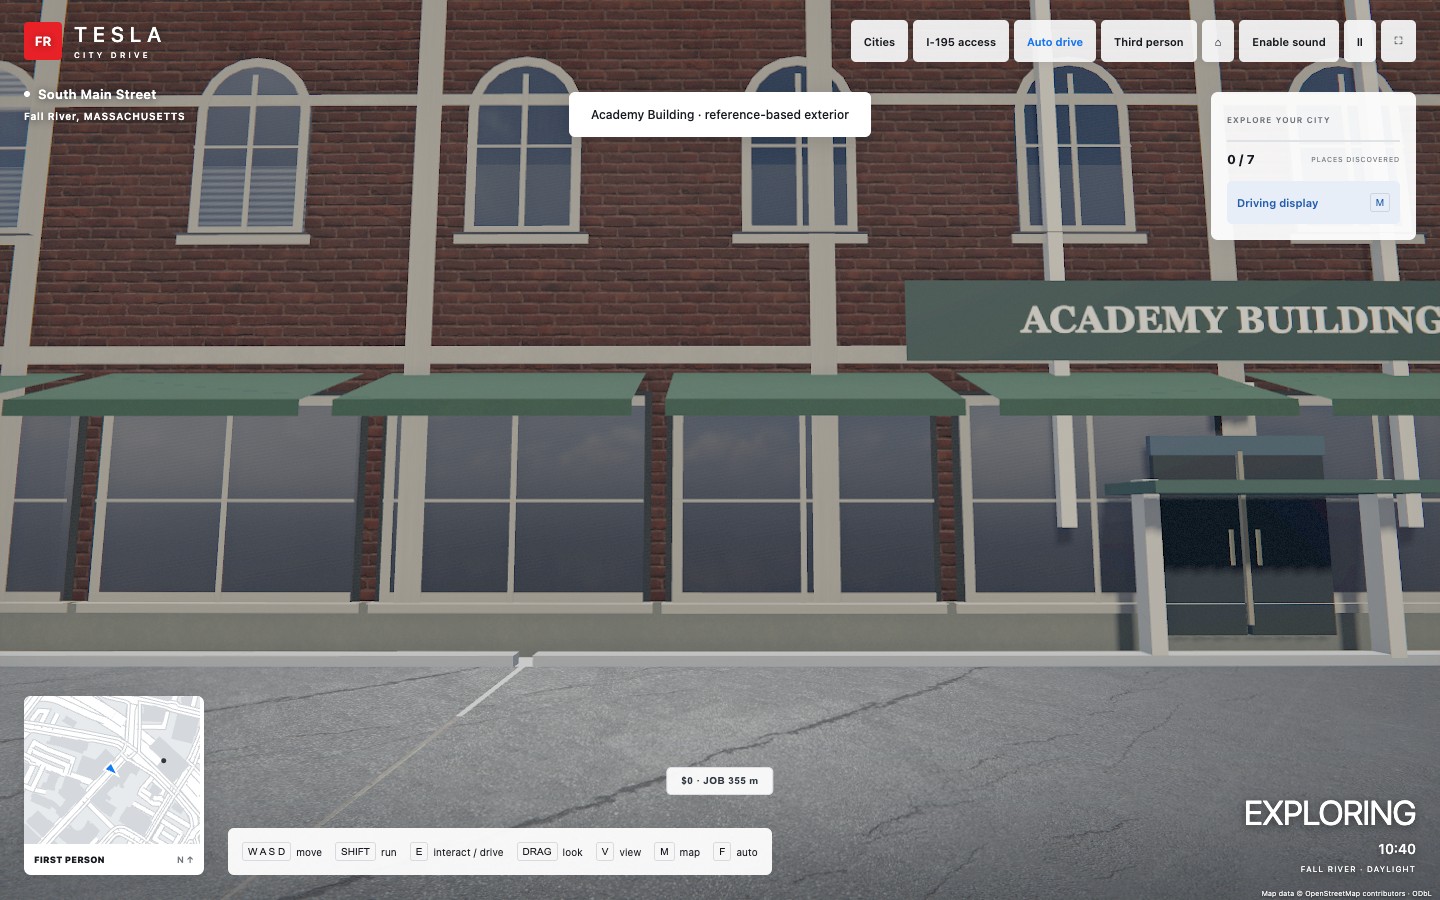 FR
TESLA
CITY DRIVE
South Main Street
Fall River, MASSACHUSETTS
Cities
I-195 access
Auto drive
Third person
Enable sound
Academy Building · reference-based exterior
EXPLORE YOUR CITY
0 / 7
PLACES DISCOVERED
Driving display
M
ACADEMY BUILDING
$0 · JOB 355 m
W A S D move SHIFT run E interact / drive DRAG look V view M map F auto
FIRST PERSON
N ↑
EXPLORING
10:40
FALL RIVER · DAYLIGHT
Map data © OpenStreetMap contributors · ODbL